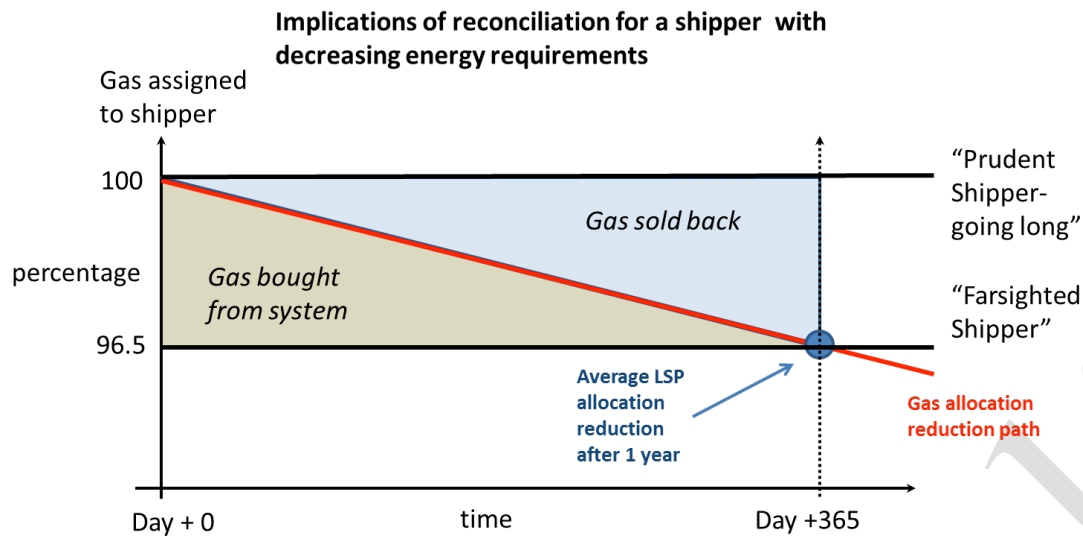 Implications of reconciliation for a shipper with
decreasing energy requirements
Gas assigned
to shipper
100
percentage
96.5
Gas sold back
Gas bought
from system
“Prudent
Shipper-
going long”
“Farsighted
Shipper”
Average LSP
allocation
reduction
after 1 year
Gas allocation
reduction path
Day + 0
time
Day +365